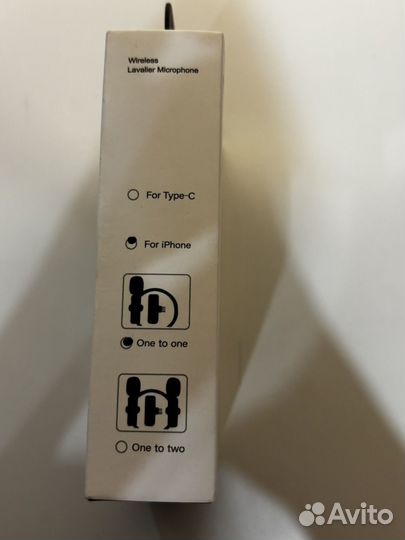 Wireless
Lavalier Microphone
For Type-C
For iPhone
One to one
One to two
Avito